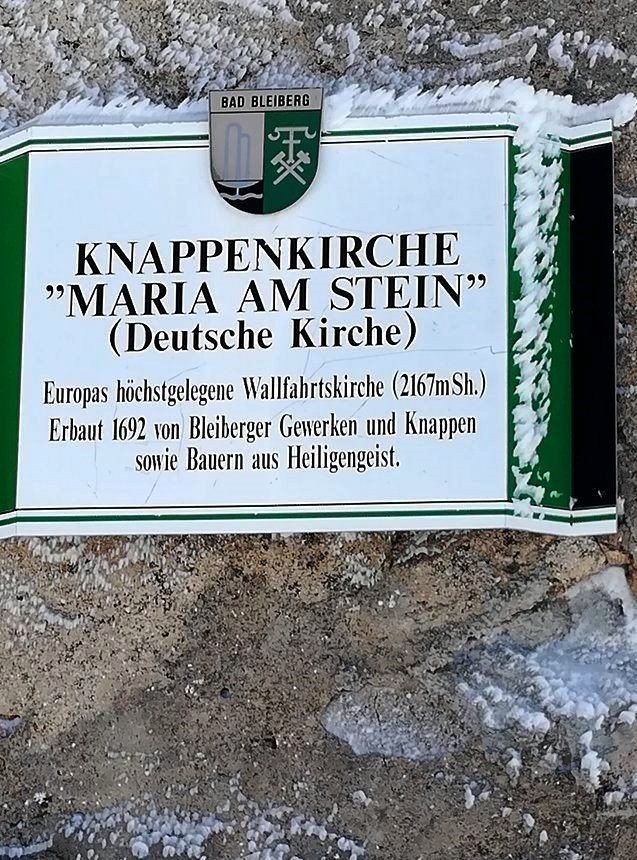 BAD BLEIBERG
KNAPPENKIRCHE
"MARIA AM STEIN"
(Deutsche Kirche)
Europas höchstgelegene Wallfahrtskirche (2167mSh.)
Erbaut 1692 von Bleiberger Gewerken und Knappen
sowie Bauern aus Heiligengeist.